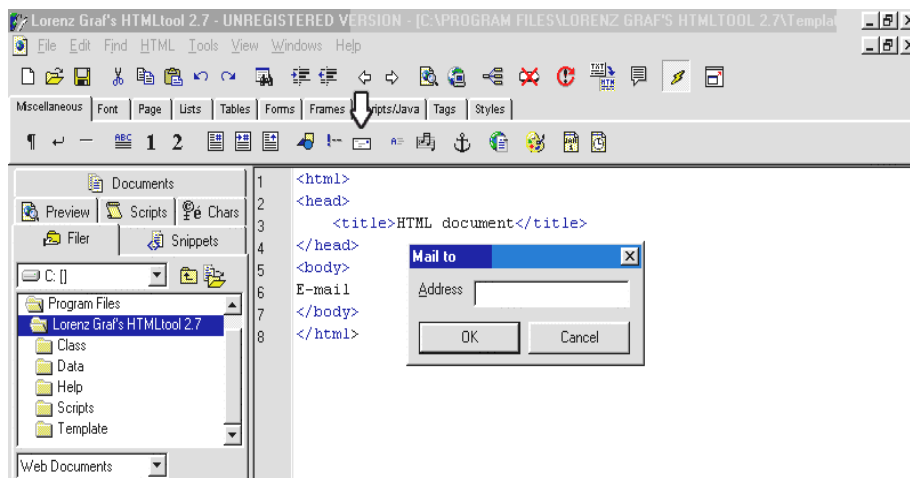 Lorenz Graf's HTMLtool 2.7 - UNREGISTERED VERSION - [C:\PROGRAM FILES\LORENZ GRAF'S HTMLTOOL 2.7\Templat
File Edit Find HTML Tools View Windows Help
Miscellaneous Font Page Lists Tables Forms Frames Scripts/Java Tags Styles
ABC 1 2
Documents
Preview Scripts Chars
Filer Snippets
C: []
Program Files
Lorenz Graf's HTMLtool 2.7
Class
Data
Help
Scripts
Template
Web Documents
1 <html>
2 <head>
3 <title>HTML document</title>
4 </head>
5 <body>
6 E-mail
7 </body>
8 </html>
Mail to
Address
OK Cancel